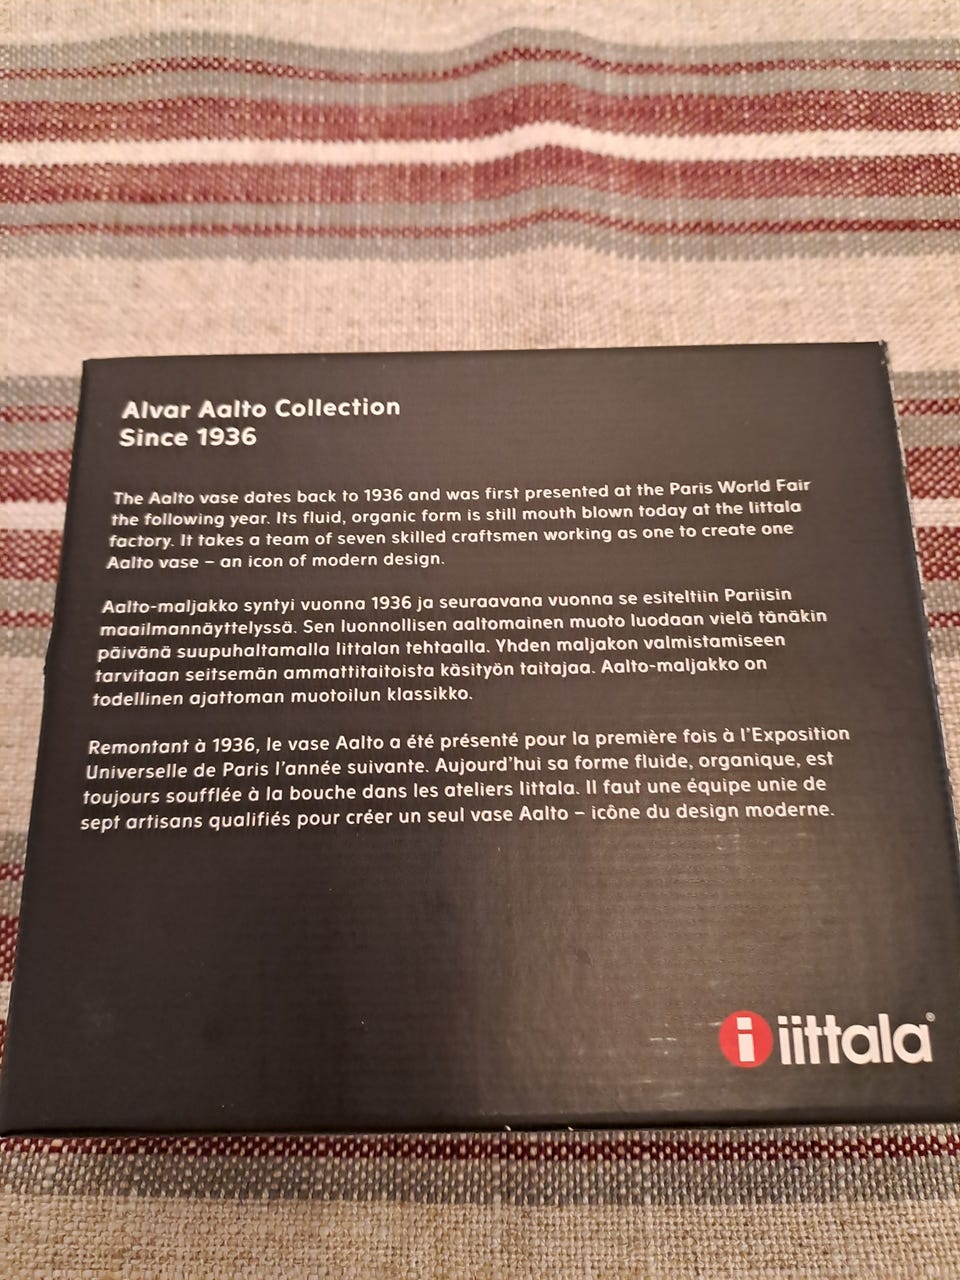 Alvar Aalto Collection
Since 1936
The Aalto vase dates back to 1936 and was first presented at the Paris World Fair
the following year. Its fluid, organic form is still mouth blown today at the Iittala
factory. It takes a team of seven skilled craftsmen working as one to create one
Aalto vase – an icon of modern design.
Aalto-maljakko syntyi vuonna 1936 ja seuraavana vuonna se esiteltiin Pariisin
maailmannäyttelyssä. Sen luonnollisen aaltomainen muoto luodaan vielä tänäkin
päivänä suupuhaltamalla Iittalan tehtaalla. Yhden maljakon valmistamiseen
tarvitaan seitsemän ammattitaitoista käsityön taitajaa. Aalto-maljakko on
todellinen ajattoman muotoilun klassikko.
Remontant à 1936, le vase Aalto a été présenté pour la première fois à l'Exposition
Universelle de Paris l'année suivante. Aujourd'hui sa forme fluide, organique, est
toujours soufflée à la bouche dans les ateliers Iittala. Il faut une équipe unie de
sept artisans qualifiés pour créer un seul vase Aalto – icône du design moderne.
i iittala®